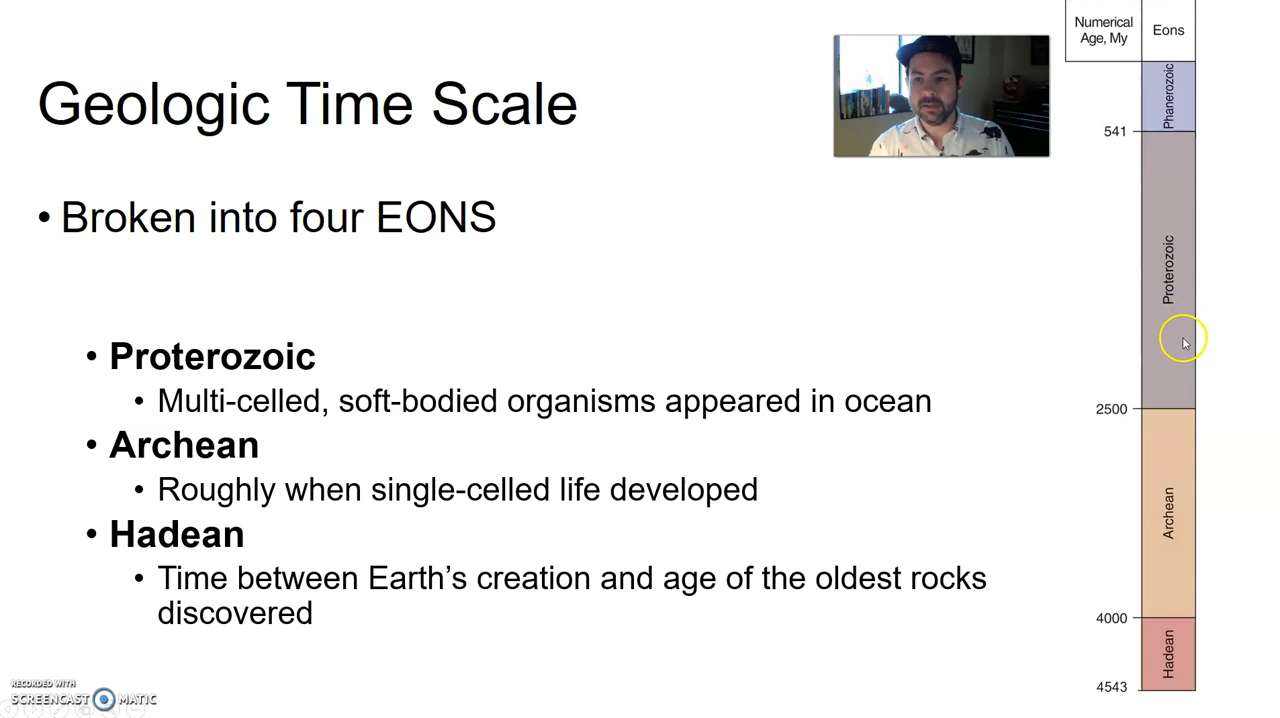 Geologic Time Scale
• Broken into four EONS
• Proterozoic
• Multi-celled, soft-bodied organisms appeared in ocean
• Archean
• Roughly when single-celled life developed
• Hadean
• Time between Earth’s creation and age of the oldest rocks
discovered
Numerical
Age, My
Eons
Phanerozoic
541
Proterozoic
2500
Archean
4000
Hadean
4543
RECORDED WITH
SCREENCAST MATIC